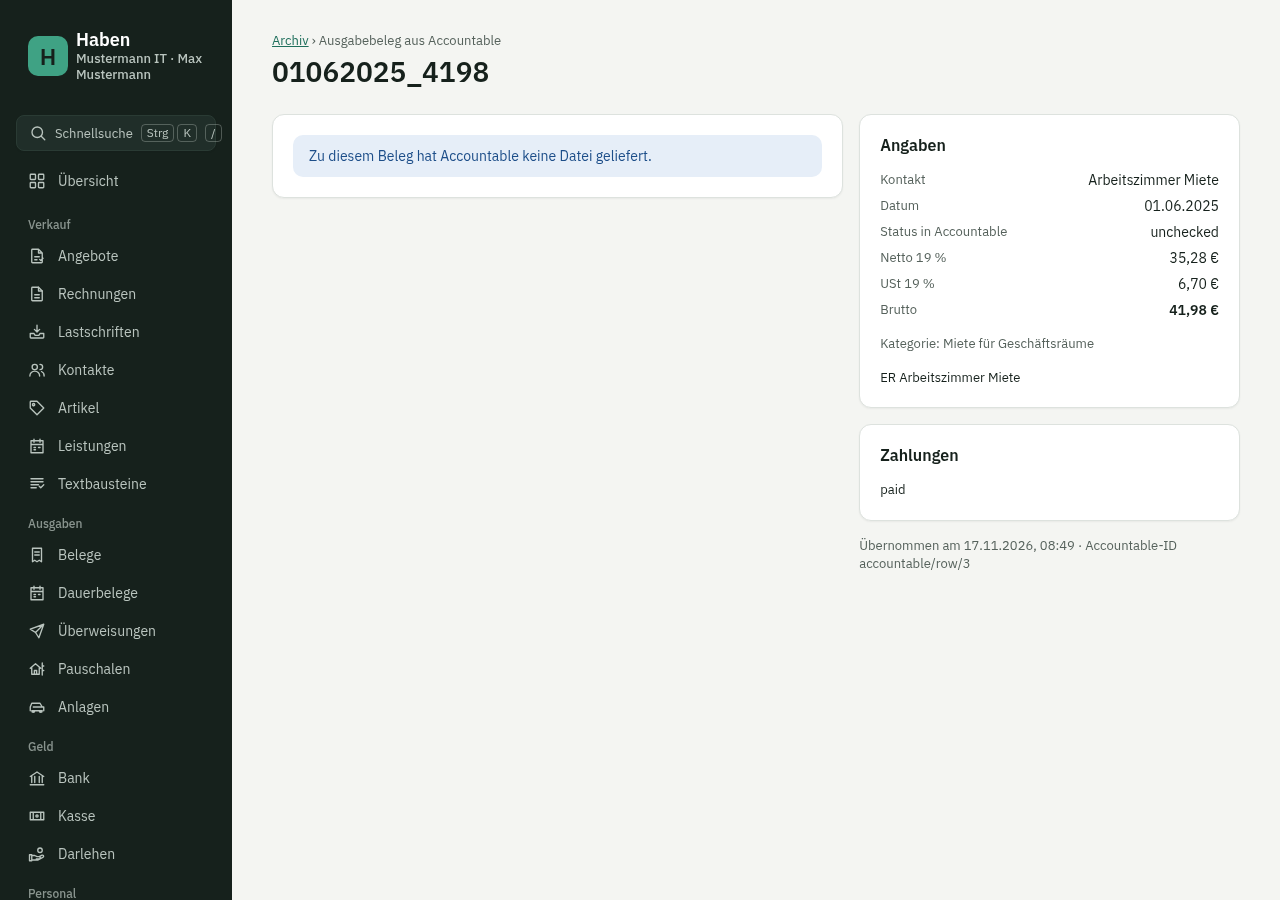 H
Haben
Mustermann IT · Max
Mustermann
Schnellsuche Strg K /
Übersicht
Verkauf
Angebote
Rechnungen
Lastschriften
Kontakte
Artikel
Leistungen
Textbausteine
Ausgaben
Belege
Dauerbelege
Überweisungen
Pauschalen
Anlagen
Geld
Bank
Kasse
Darlehen
Personal
Archiv › Ausgabebeleg aus Accountable
01062025_4198
Zu diesem Beleg hat Accountable keine Datei geliefert.
Angaben
Kontakt Arbeitszimmer Miete
Datum 01.06.2025
Status in Accountable unchecked
Netto 19 % 35,28 €
USt 19 % 6,70 €
Brutto 41,98 €
Kategorie: Miete für Geschäftsräume
ER Arbeitszimmer Miete
Zahlungen
paid
Übernommen am 17.11.2026, 08:49 · Accountable-ID
accountable/row/3